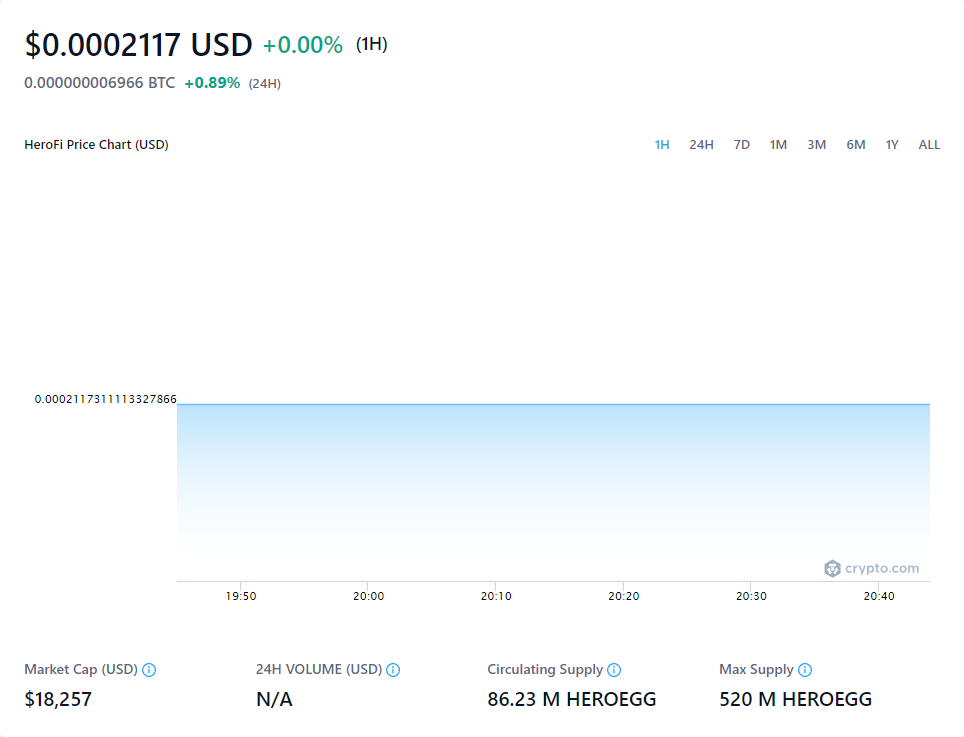 $0.0002117 USD +0.00% (1H)
0.000000006966 BTC +0.89% (24H)
HeroFi Price Chart (USD) 1H 24H 7D 1M 3M 6M 1Y ALL
0.0002117311113327866
crypto.com
19:50 20:00 20:10 20:20 20:30 20:40
Market Cap (USD) 24H VOLUME (USD) Circulating Supply Max Supply
$18,257 N/A 86.23 M HEROEGG 520 M HEROEGG